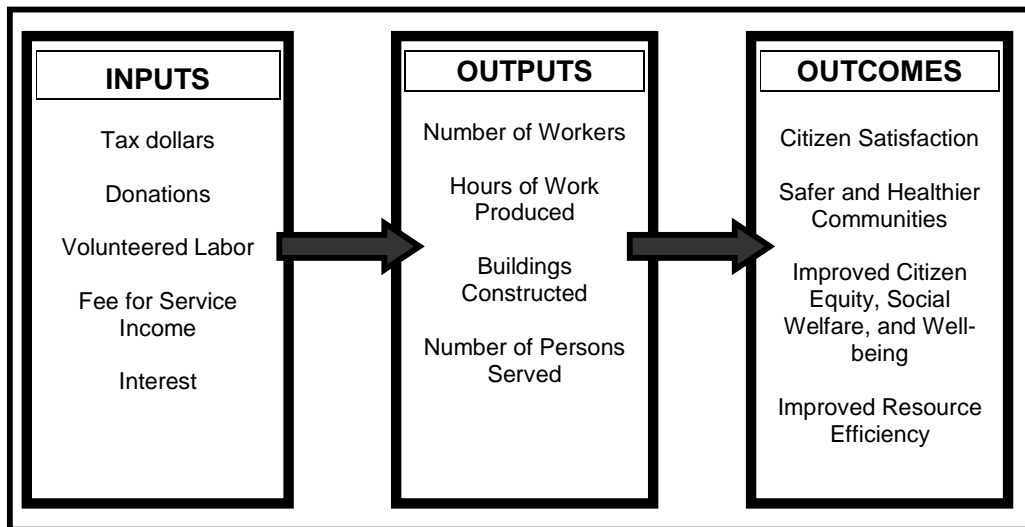 INPUTS
Tax dollars
Donations
Volunteered Labor
Fee for Service
Income
Interest
OUTPUTS
Number of Workers
Hours of Work
Produced
Buildings
Constructed
Number of Persons
Served
OUTCOMES
Citizen Satisfaction
Safer and Healthier
Communities
Improved Citizen
Equity, Social
Welfare, and Well-
being
Improved Resource
Efficiency